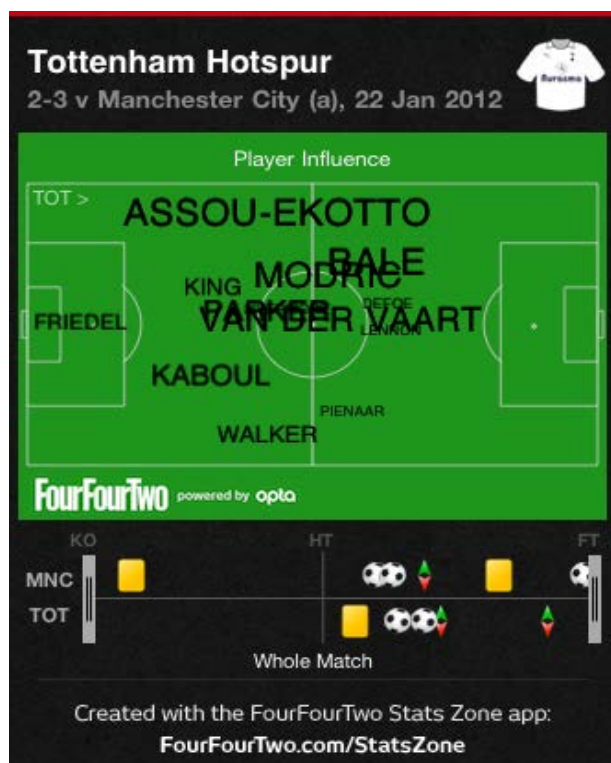 Tottenham Hotspur
2-3 v Manchester City (a), 22 Jan 2012
Player Influence
TOT >
ASSOU-EKOTTO
BALE
MODRIC
KING
DEFOE
PARKER
VAN DER VAART
FRIEDEL
LENNON
KABOUL
PIENAAR
WALKER
FourFourTwo powered by opta
KO HT FT
MNC
TOT
Whole Match
Created with the FourFourTwo Stats Zone app:
FourFourTwo.com/StatsZone